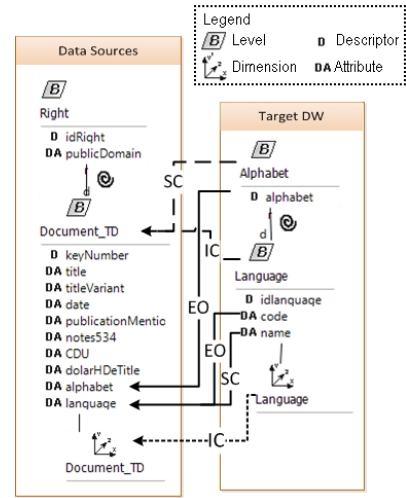 Legend
B Level D Descriptor
Y Z X Dimension DA Attribute
Data Sources
B
Right
D idRight
DA publicDomain
r
d
B
Document_TD
D keyNumber
DA title
DA titleVariant
DA date
DA publicationMentio
DA notes534
DA CDU
DA dolarHDeTitle
DA alphabet
DA language
Document_TD
SC
IC
EO
EO
SC
IC
Target DW
B
Alphabet
D alphabet
r
d
B
Language
D idlanquaqe
DA code
DA name
Language